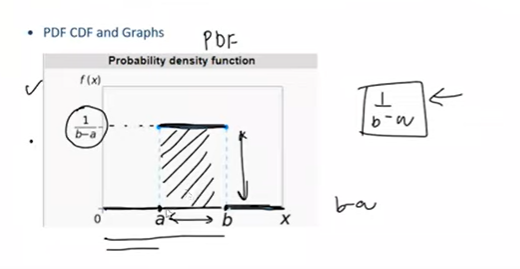 • PDF CDF and Graphs
PDF
Probability density function
f (x)
1
b-a
1
b-a
0
a
b
x
b-a